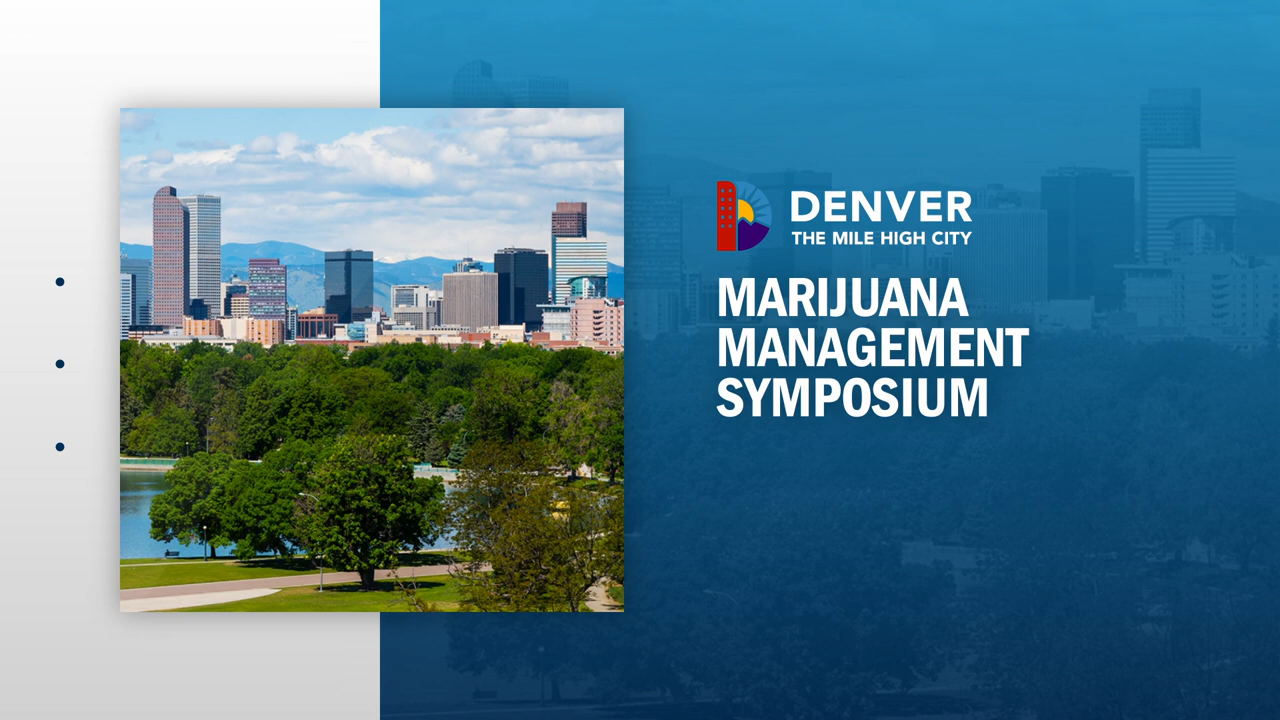 DENVER
THE MILE HIGH CITY
MARIJUANA
MANAGEMENT
SYMPOSIUM